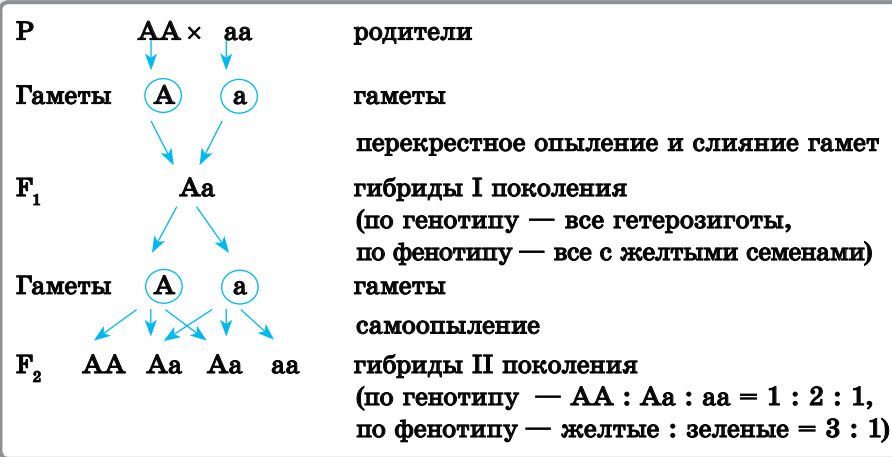 P AA × aa родители
Гаметы A a гаметы
перекрестное опыление и слияние гамет
F₁ Aa гибриды I поколения
(по генотипу — все гетерозиготы,
по фенотипу — все с желтыми семенами)
Гаметы A a гаметы
самоопыление
F₂ AA Aa Aa aa гибриды II поколения
(по генотипу — AA : Aa : aa = 1 : 2 : 1,
по фенотипу — желтые : зеленые = 3 : 1)